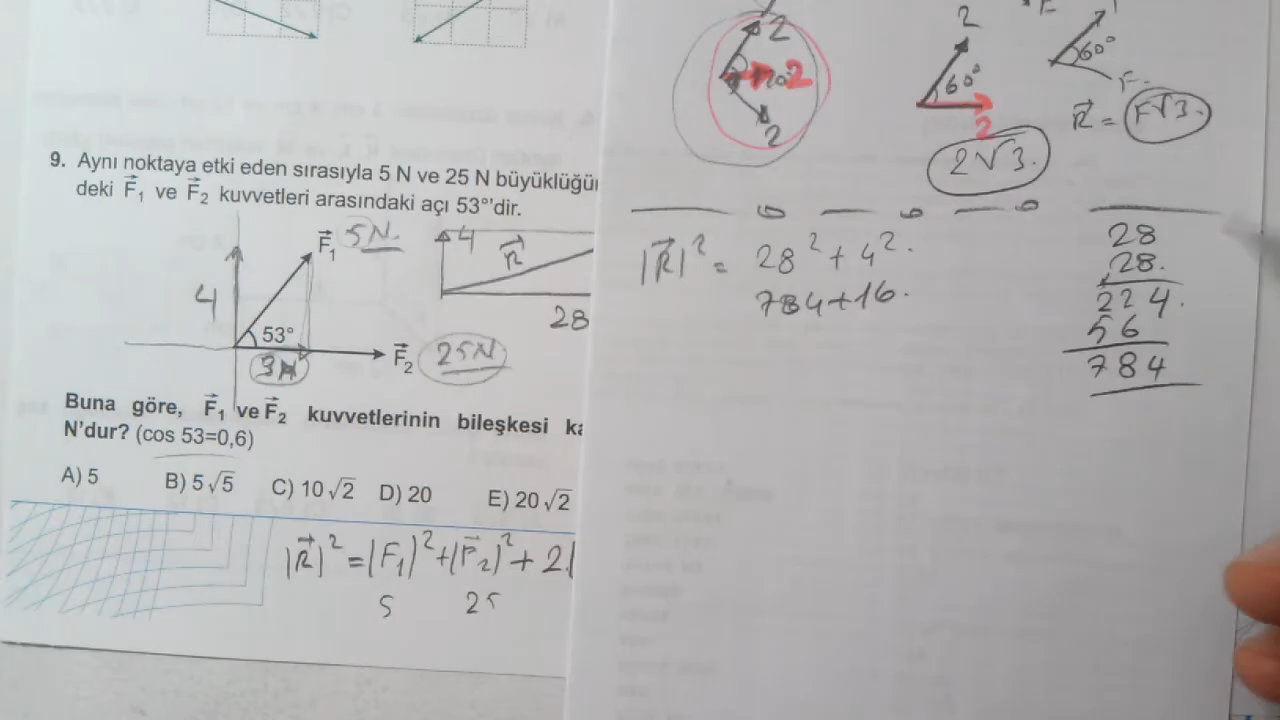 9. Aynı noktaya etki eden sırasıyla 5 N ve 25 N
deki F₁ ve F₂ kuvvetleri arasındaki açı 53°'dir.
F₁ 5N.
4
53°
3N
F₂ 25N
4
R
28
Buna göre, F₁ ve F₂ kuvvetlerinin bileşkesi
N'dur? (cos 53=0,6)
A) 5 B) 5√5 C) 10√2 D) 20 E) 20√2
|R|² = |F₁|² + |F₂|² + 2.|
5 25
2
2
2
2
60°
2
2√3.
60°
R = F√3.
|R|² = 28² + 4².
784+16.
28
28.
224.
56
784